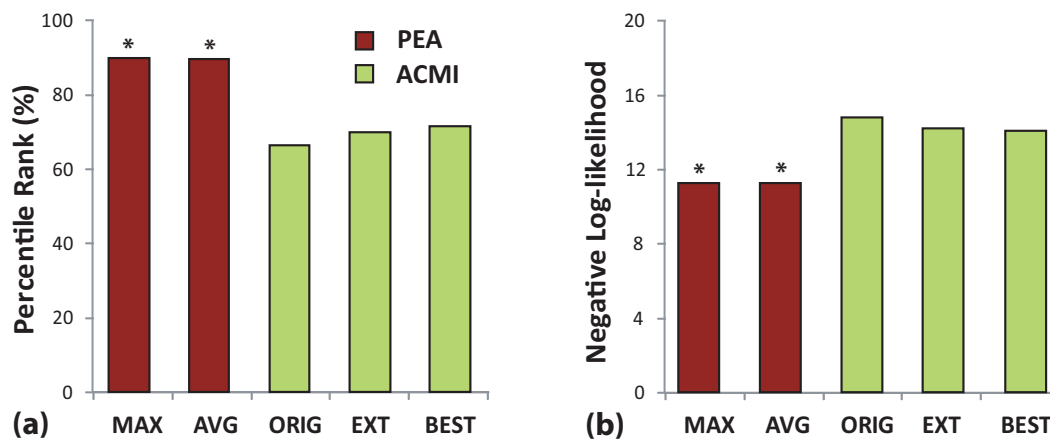 100
80
60
40
20
0
Percentile Rank (%)
* *
PEA
ACMI
(a) MAX AVG ORIG EXT BEST
20
16
12
8
4
0
Negative Log-likelihood
* *
(b) MAX AVG ORIG EXT BEST